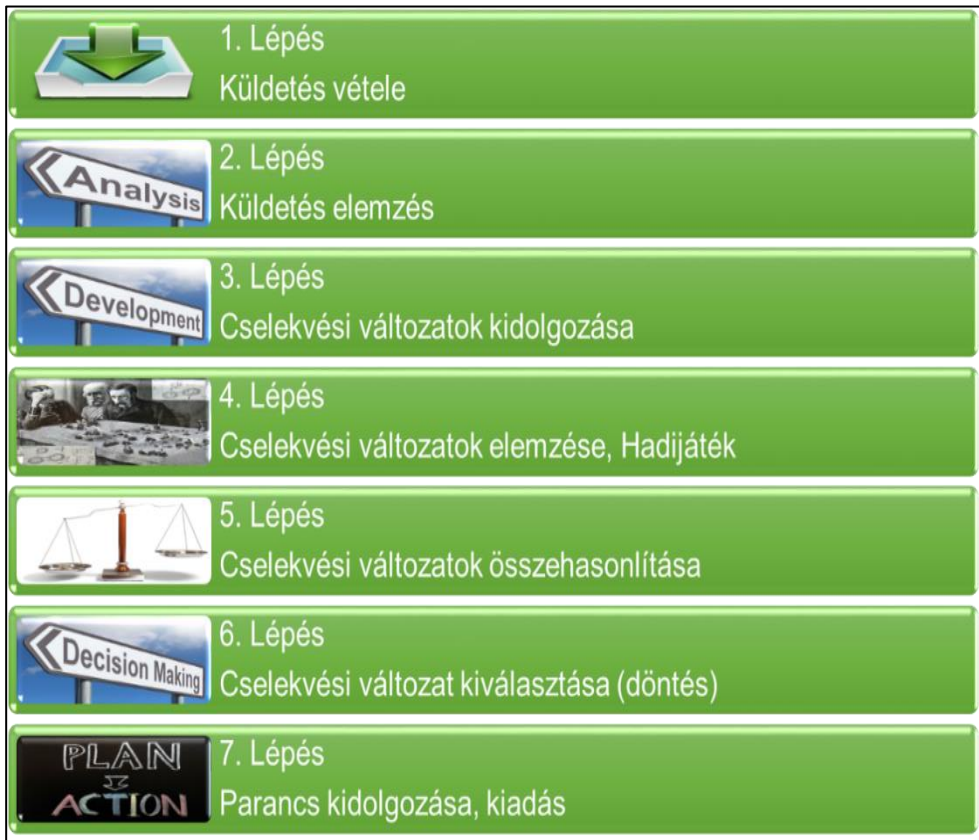 1. Lépés
Küldetés vétele
Analysis
2. Lépés
Küldetés elemzés
Development
3. Lépés
Cselekvési változatok kidolgozása
4. Lépés
Cselekvési változatok elemzése, Hadijáték
5. Lépés
Cselekvési változatok összehasonlítása
Decision Making
6. Lépés
Cselekvési változat kiválasztása (döntés)
PLAN
ACTION
7. Lépés
Parancs kidolgozása, kiadás